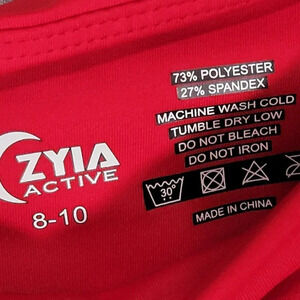 ZYIA
ACTIVE
8-10
73% POLYESTER
27% SPANDEX
MACHINE WASH COLD
TUMBLE DRY LOW
DO NOT BLEACH
DO NOT IRON
30°
MADE IN CHINA